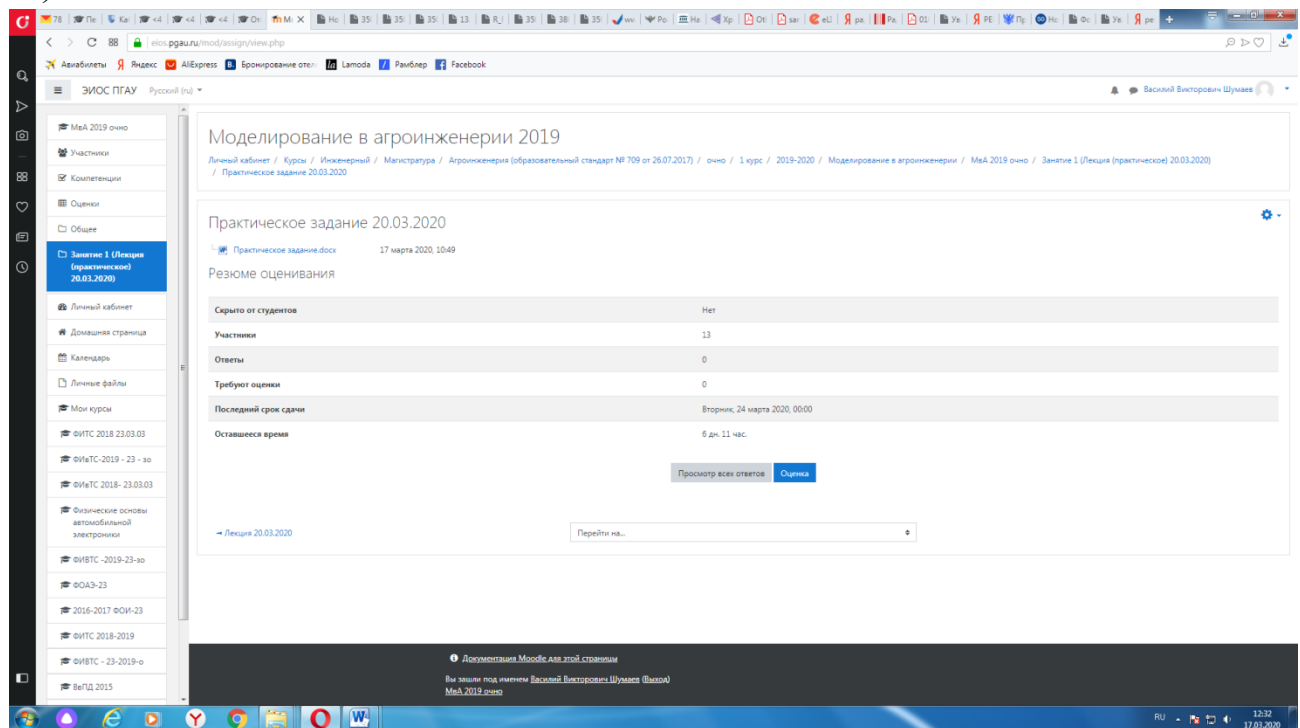 eios.pgau.ru/mod/assign/view.php
Авиабилеты Яндекс AliExpress Бронирование отел Lamoda Рамблер Facebook
ЭИОС ПГАУ Русский (ru)
Василий Викторович Шумаев
МвА 2019 очно
Участники
Компетенции
Оценки
Общее
Занятие 1 (Лекция
(практическое)
20.03.2020)
Личный кабинет
Домашняя страница
Календарь
Личные файлы
Мои курсы
ФИТС 2018 23.03.03
ФИвТС-2019 - 23 - зо
ФИвТС 2018- 23.03.03
Физические основы
автомобильной
электроники
ФИВТС -2019-23-зо
ФОАЭ-23
2016-2017 ФОИ-23
ФИТС 2018-2019
ФИВТС - 23-2019-о
ВеПД 2015
Моделирование в агроинженерии 2019
Личный кабинет / Курсы / Инженерный / Магистратура / Агроинженерия (образовательный стандарт № 709 от 26.07.2017) / очно / 1 курс / 2019-2020 / Моделирование в агроинженерии / МвА 2019 очно / Занятие 1 (Лекция (практическое) 20.03.2020)
/ Практическое задание 20.03.2020
Практическое задание 20.03.2020
Практическое задание.docx 17 марта 2020, 10:49
Резюме оценивания
Скрыто от студентов Нет
Участники 13
Ответы 0
Требуют оценки 0
Последний срок сдачи Вторник, 24 марта 2020, 00:00
Оставшееся время 6 дн. 11 час.
Просмотр всех ответов Оценка
→ Лекция 20.03.2020 Перейти на...
Документация Moodle для этой страницы
Вы зашли под именем Василий Викторович Шумаев (Выход)
МвА 2019 очно
RU 12:32
17.03.2020